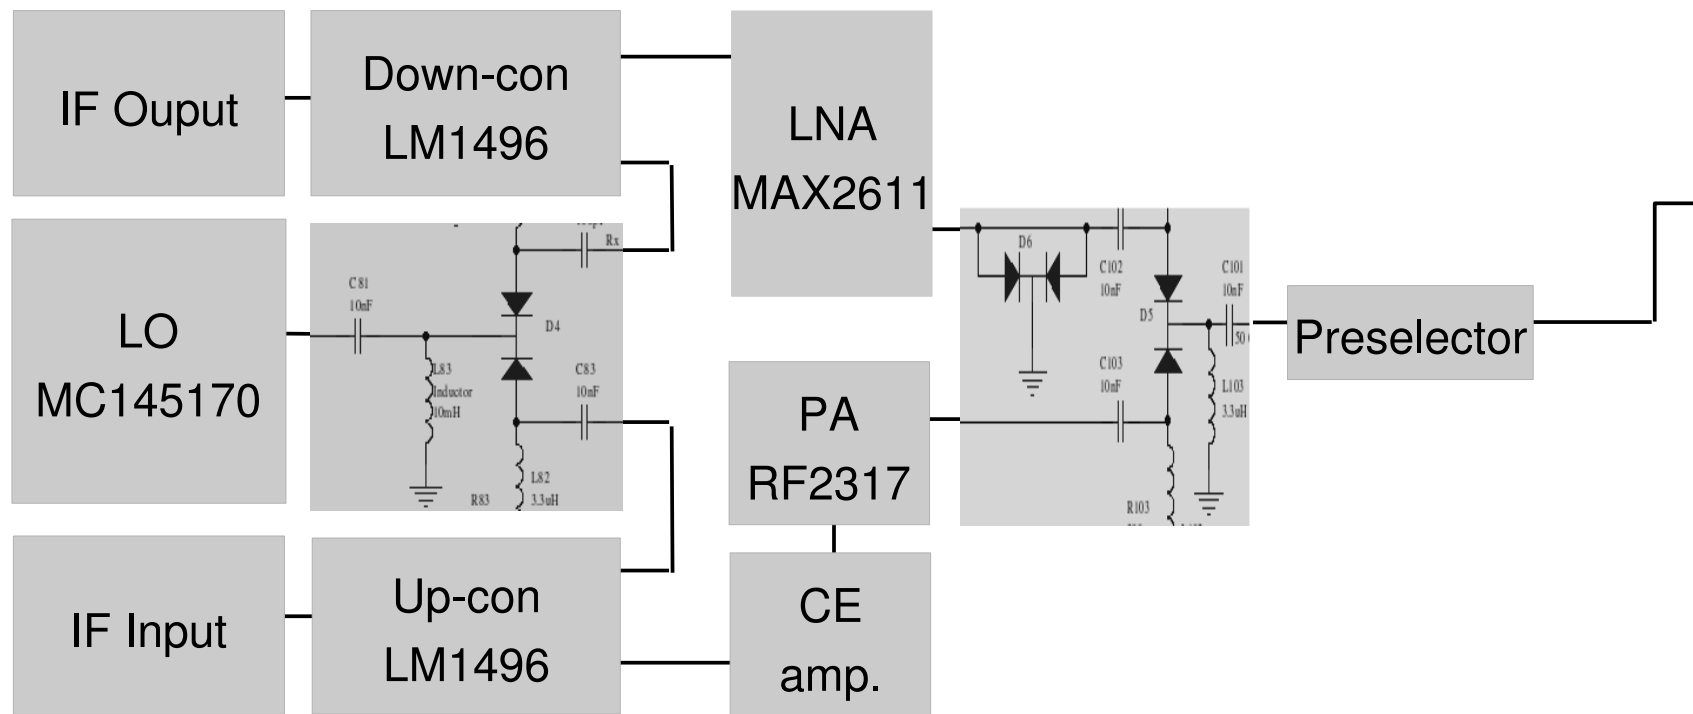 IF Ouput
Down-con
LM1496
LNA
MAX2611
LO
MC145170
Rx
C81
10nF
D4
L83
Inductor
10mH
C83
10nF
L82
3.3uH
R83
D6
C102
10nF
C101
10nF
D5
50
C103
10nF
L103
3.3uH
R103
Preselector
PA
RF2317
IF Input
Up-con
LM1496
CE
amp.